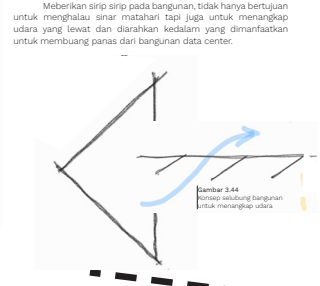 Meberikan sirip sirip pada bangunan, tidak hanya bertujuan
untuk menghalau sinar matahari tapi juga untuk menangkap
udara yang lewat dan diarahkan kedalam yang dimanfaatkan
untuk membuang panas dari bangunan data center.
Gambar 3.44
Konsep selubung bangunan
untuk menangkap udara